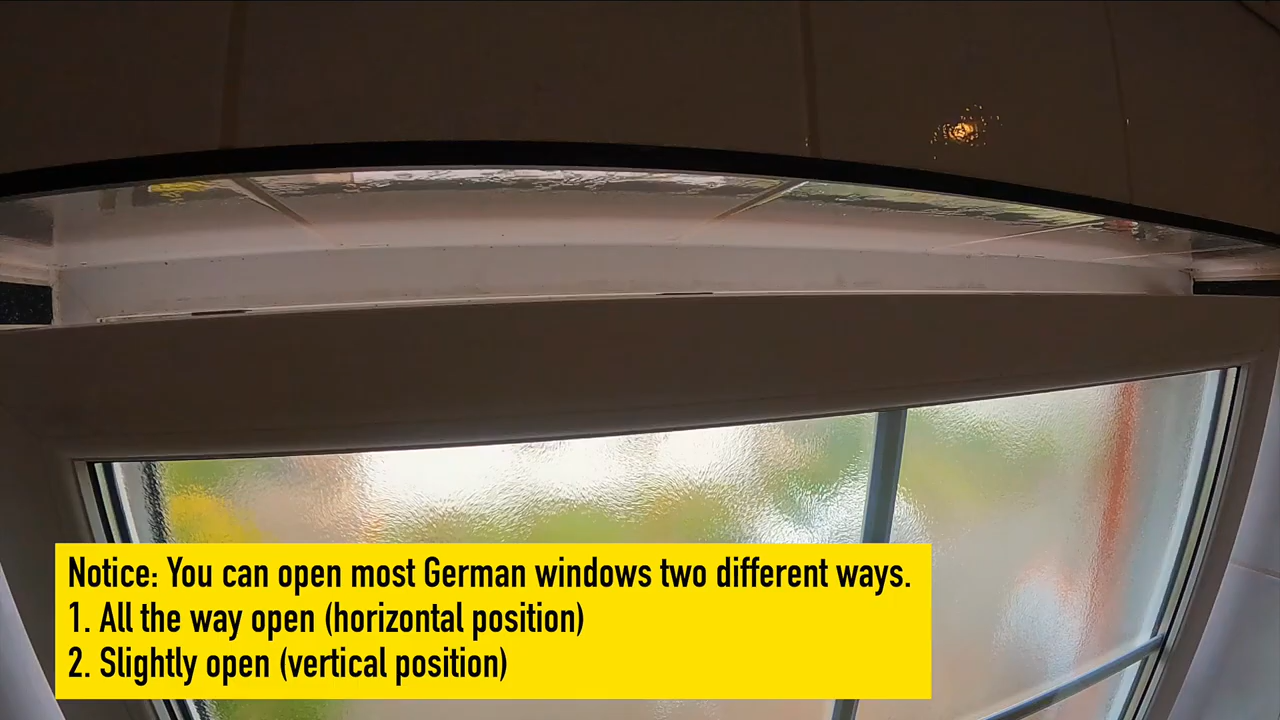 Notice: You can open most German windows two different ways.
1. All the way open (horizontal position)
2. Slightly open (vertical position)